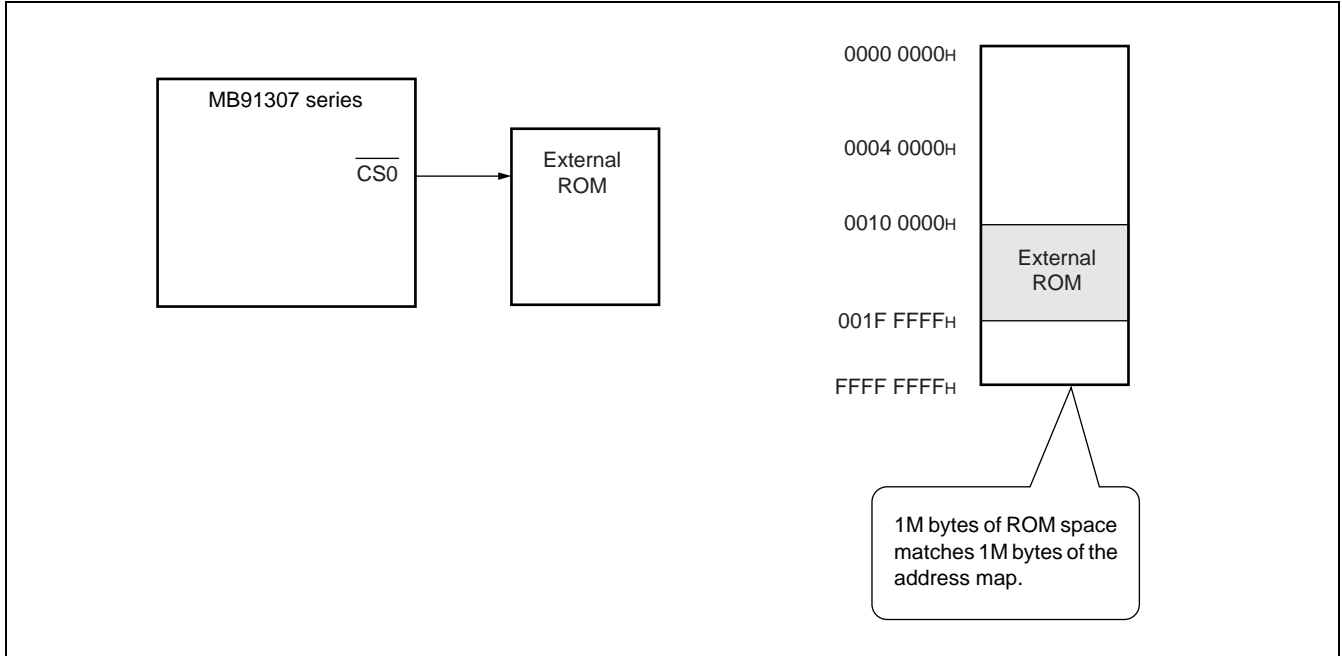 MB91307 series
CS0
External
ROM
0000 0000H
0004 0000H
0010 0000H
External
ROM
001F FFFFH
FFFF FFFFH
1M bytes of ROM space
matches 1M bytes of the
address map.